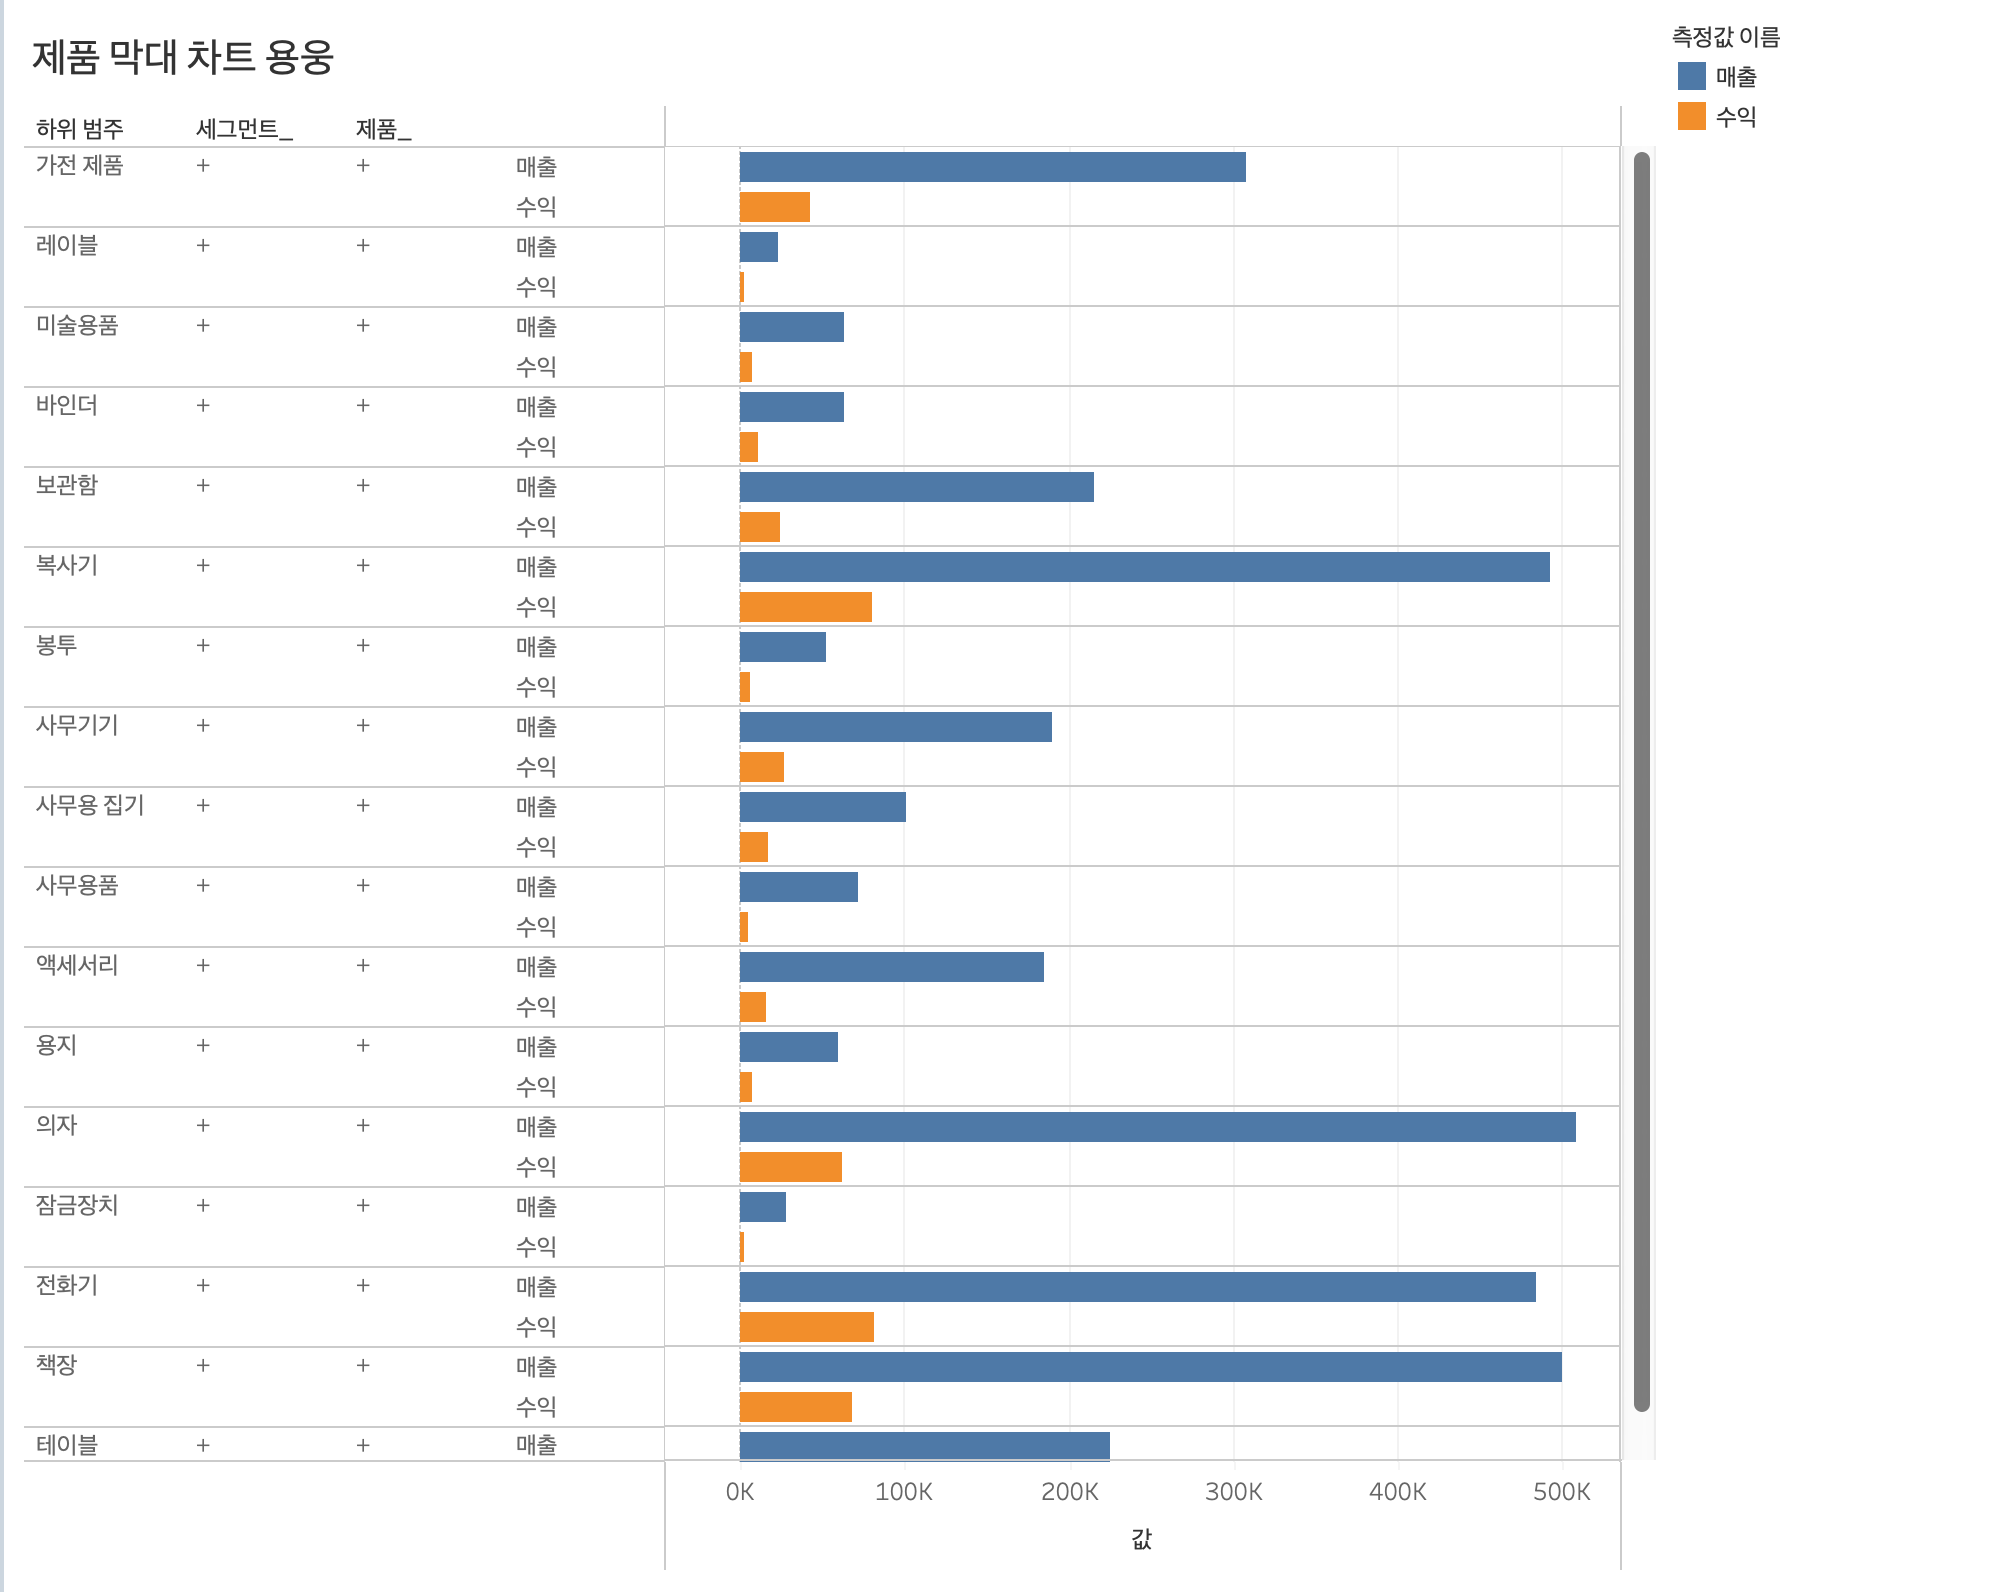 제품 막대 차트 용웅
측정값 이름
매출
수익
하위 범주 세그먼트_ 제품_
가전 제품 + + 매출
수익
레이블 + + 매출
수익
미술용품 + + 매출
수익
바인더 + + 매출
수익
보관함 + + 매출
수익
복사기 + + 매출
수익
봉투 + + 매출
수익
사무기기 + + 매출
수익
사무용 집기 + + 매출
수익
사무용품 + + 매출
수익
액세서리 + + 매출
수익
용지 + + 매출
수익
의자 + + 매출
수익
잠금장치 + + 매출
수익
전화기 + + 매출
수익
책장 + + 매출
수익
테이블 + + 매출
0K 100K 200K 300K 400K 500K
값